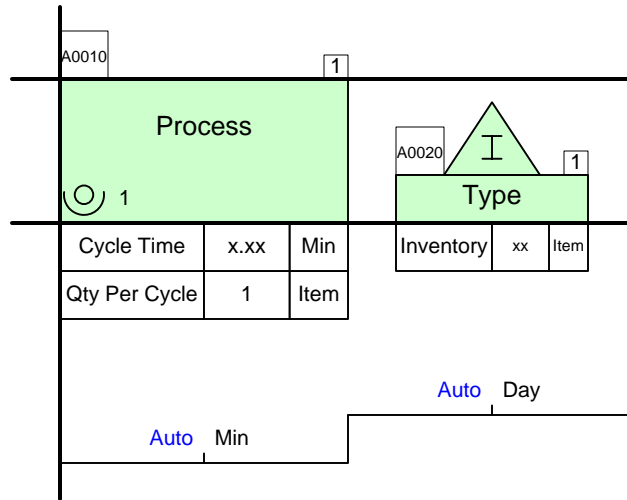 A0010
1
Process
1
A0020
I
1
Type
Cycle Time x.xx Min
Inventory xx Item
Qty Per Cycle 1 Item
Auto Day
Auto Min